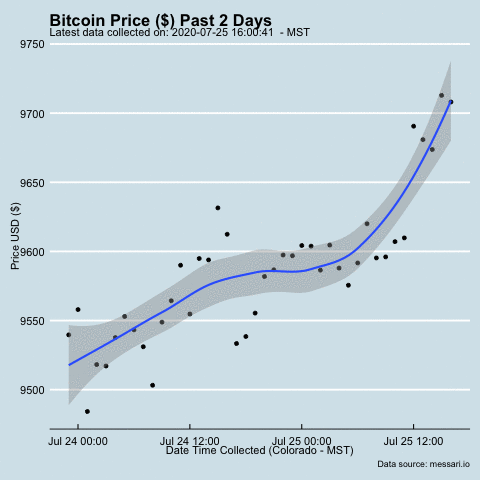 Bitcoin Price ($) Past 2 Days
Latest data collected on: 2020-07-25 16:00:41  - MST
9750
9700
9650
9600
9550
9500
Price USD ($)
Jul 24 00:00 Jul 24 12:00 Jul 25 00:00 Jul 25 12:00
Date Time Collected (Colorado - MST)
Data source: messari.io